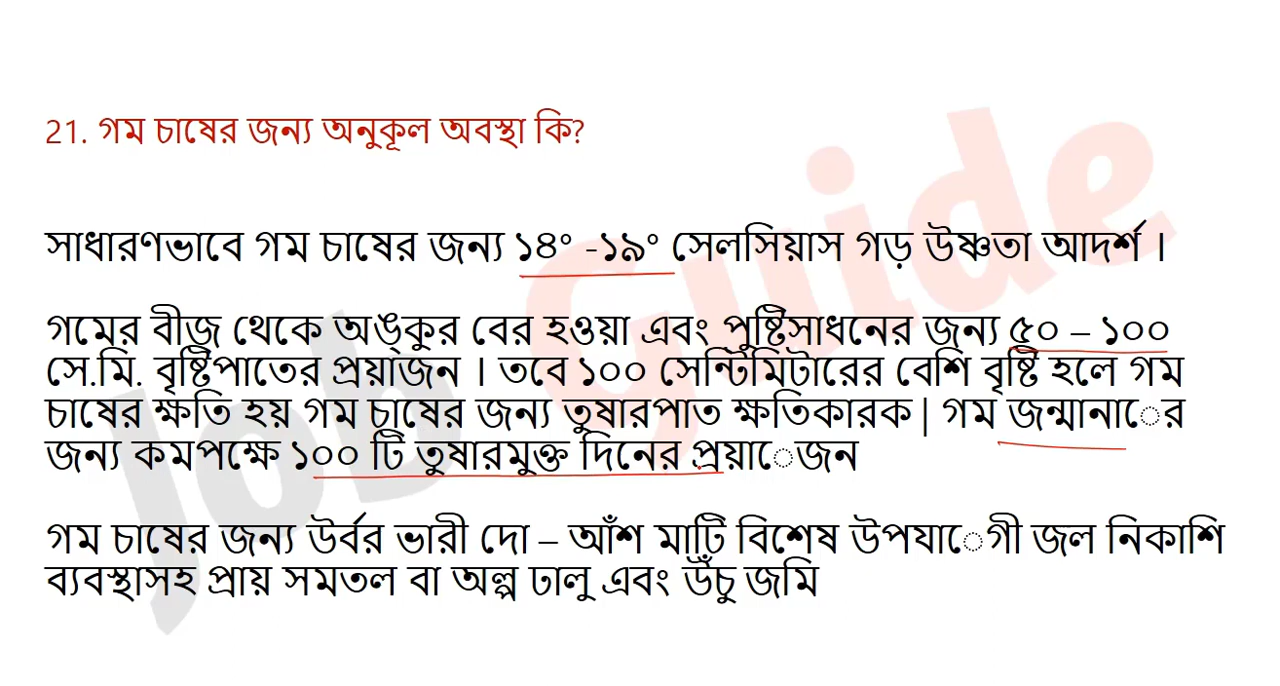 21. গম চাষের জন্য অনুকূল অবস্থা কি?
সাধারণভাবে গম চাষের জন্য ১৪° -১৯° সেলসিয়াস গড় উষ্ণতা আদর্শ ।
গমের বীজ থেকে অঙ্কুর বের হওয়া এবং পুষ্টিসাধনের জন্য ৫০ – ১০০
সে.মি. বৃষ্টিপাতের প্রয়াজন । তবে ১০০ সেন্টিমিটারের বেশি বৃষ্টি হলে গম
চাষের ক্ষতি হয় গম চাষের জন্য তুষারপাত ক্ষতিকারক| গম জন্মানাের
জন্য কমপক্ষে ১০০ টি তুষারমুক্ত দিনের প্রয়ােজন
গম চাষের জন্য উর্বর ভারী দো – আঁশ মাটি বিশেষ উপযােগী জল নিকাশি
ব্যবস্থাসহ প্রায় সমতল বা অল্প ঢালু এবং উঁচু জমি
Job Guide